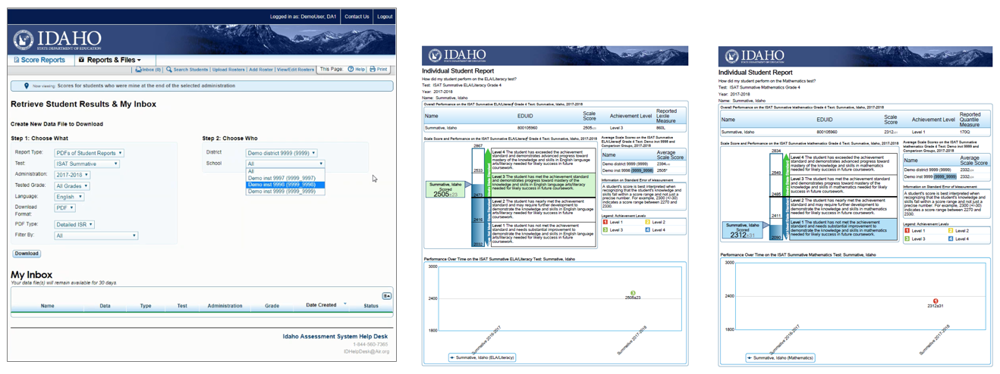 Logged in as: DemoUser, DA1 Contact Us Logout
IDAHO
STATE DEPARTMENT OF EDUCATION
Score Reports Reports & Files
Inbox (0) Search Students Upload Rosters Add Roster View/Edit Rosters This Page: Help Print
Now viewing: Scores for students who were mine at the end of the selected administration
Retrieve Student Results & My Inbox
Create New Data File to Download
Step 1: Choose What
Report Type: PDFs of Student Reports
Test: ISAT Summative
Administration: 2017-2018
Tested Grade: All Grades
Language: English
Download Format: PDF
PDF Type: Detailed ISR
Filter By: All
Download
Step 2: Choose Who
District Demo district 9999 (9999)
School All
All
Demo inst 9997 (9999_9997)
Demo inst 9998 (9999_9998)
Demo inst 9999 (9999_9999)
My Inbox
Your data file(s) will remain available for 30 days.
Name Data Type Test Administration Grade Date Created Status
Idaho Assessment System Help Desk
1-844-560-7365
IDHelpDesk@Air.org
IDAHO
STATE DEPARTMENT OF EDUCATION
Individual Student Report
How did my student perform on the ELA/Literacy test?
Test: ISAT Summative ELA/Literacy Grade 4
Year: 2017-2018
Name: Summative, Idaho
Overall Performance on the ISAT Summative ELA/Literacy Grade 4 Test: Summative, Idaho, 2017-2018
Name EDUID Scale Score Achievement Level Reported Lexile Measure
Summative, Idaho 800105960 2505±23 Level 3 860L
Scale Score and Performance on the ISAT Summative ELA/Literacy Grade 4 Test: Summative, Idaho, 2017-2018
2867
Level 4 The student has exceeded the achievement
standard and demonstrates advanced progress toward
mastery of the knowledge and skills in English language
arts/literacy needed for likely success in future
coursework.
2533
Level 3 The student has met the achievement
standard and demonstrates progress toward mastery of
the knowledge and skills in English language
arts/literacy needed for likely success in future
coursework.
Summative, Idaho
Scored
2505±23
2473
Level 2 The student has nearly met the achievement
standard and may require further development to
demonstrate the knowledge and skills in English language
arts/literacy needed for likely success in future
coursework.
2416
Level 1 The student has not met the achievement
standard and needs substantial improvement to
demonstrate the knowledge and skills in English language
arts/literacy needed for likely success in future
coursework.
Average Scale Scores on the ISAT Summative
ELA/Literacy Grade 4 Test: Demo inst 9998 and
Comparison Groups, 2017-2018
Name Average Scale Score
Demo district 9999 (9999)
Demo inst 9998 (9999_9998) 2505*
Information on Standard Error of Measurement
A student's score is best interpreted when
recognizing that the student's knowledge and
skills fall within a score range and not just a
precise number. For example, 2300 (+/-30)
indicates a score range between 2270 and
2330.
Legend: Achievement Levels
1 Level 1 2 Level 2
3 Level 3 4 Level 4
Performance Over Time on the ISAT Summative ELA/Literacy Test: Summative, Idaho
3000
2400
1800
3
2505±23
Summative 2016-2017
Summative 2017-2018
Summative, Idaho (ELA/Literacy)
IDAHO
STATE DEPARTMENT OF EDUCATION
Individual Student Report
How did my student perform on the Mathematics test?
Test: ISAT Summative Mathematics Grade 4
Year: 2017-2018
Name: Summative, Idaho
Overall Performance on the ISAT Summative Mathematics Grade 4 Test: Summative, Idaho, 2017-2018
Name EDUID Scale Score Achievement Level Reported Quantile Measure
Summative, Idaho 800105960 2312±31 Level 1 170Q
Scale Score and Performance on the ISAT Summative Mathematics Grade 4 Test: Summative, Idaho, 2017-2018
2834
Level 4 The student has exceeded the achievement
standard and demonstrates advanced progress toward
mastery of the knowledge and skills in mathematics
needed for likely success in future coursework.
2549
Level 3 The student has met the achievement
standard and demonstrates progress toward mastery of
the knowledge and skills in mathematics needed for
likely success in future coursework.
2485
Level 2 The student has nearly met the achievement
standard and may require further development to
demonstrate the knowledge and skills in mathematics
needed for likely success in future coursework.
2411
Level 1 The student has not met the achievement
standard and needs substantial improvement to
demonstrate the knowledge and skills in mathematics
needed for likely success in future coursework.
Summative, Idaho
Scored
2312±31
Average Scale Scores on the ISAT Summative
Mathematics Grade 4 Test: Demo inst 9999 and
Comparison Groups, 2017-2018
Name Average Scale Score
Demo district 9999 (9999)
Demo inst 9999 (9999_9999)
Information on Standard Error of Measurement
A student's score is best interpreted when
recognizing that the student's knowledge and
skills fall within a score range and not just a
precise number. For example, 2300 (+/-30)
indicates a score range between 2270 and
2330.
Legend: Achievement Levels
1 Level 1 2 Level 2
3 Level 3 4 Level 4
Performance Over Time on the ISAT Summative Mathematics Test: Summative, Idaho
3000
2400
1800
1
2312±31
Summative 2016-2017
Summative 2017-2018
Summative, Idaho (Mathematics)